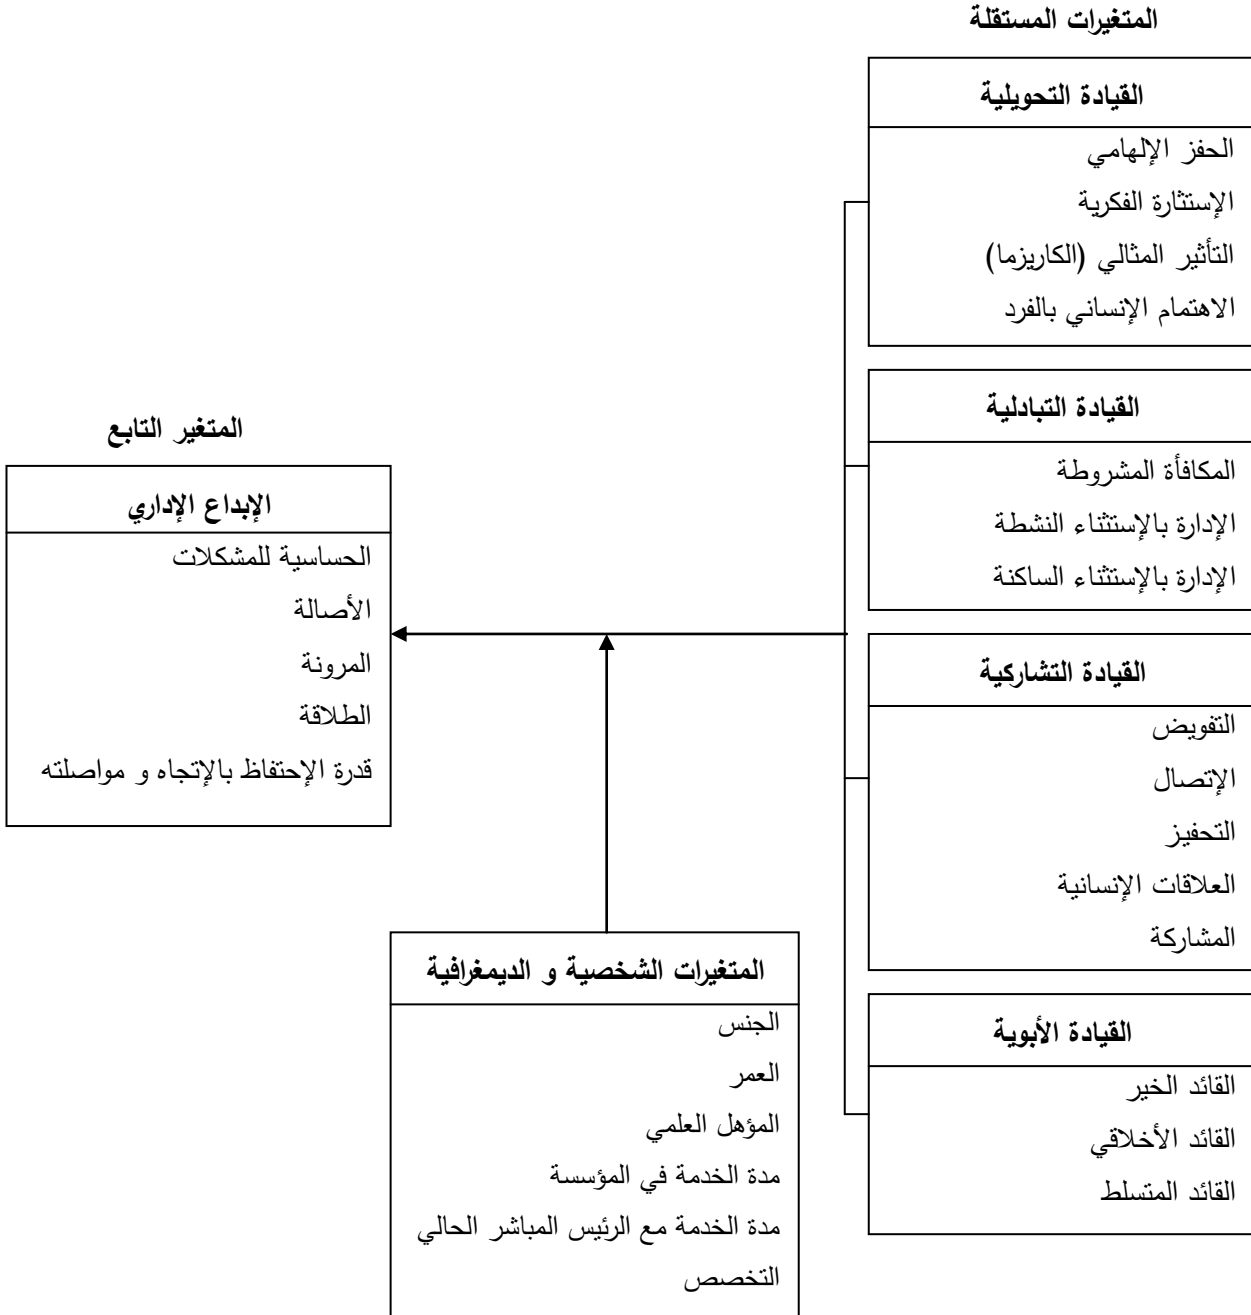 المتغيرات المستقلة
القيادة التحويلية
الحفز الإلهامي
الإستثارة الفكرية
التأثير المثالي (الكاريزما)
الاهتمام الإنساني بالفرد
القيادة التبادلية
المكافأة المشروطة
الإدارة بالإستثناء النشطة
الإدارة بالإستثناء الساكنة
القيادة التشاركية
التفويض
الإتصال
التحفيز
العلاقات الإنسانية
المشاركة
القيادة الأبوية
القائد الخير
القائد الأخلاقي
القائد المتسلط
المتغير التابع
الإبداع الإداري
الحساسية للمشكلات
الأصالة
المرونة
الطلاقة
قدرة الإحتفاظ بالإتجاه و مواصلته
المتغيرات الشخصية و الديمغرافية
الجنس
العمر
المؤهل العلمي
مدة الخدمة في المؤسسة
مدة الخدمة مع الرئيس المباشر الحالي
التخصص